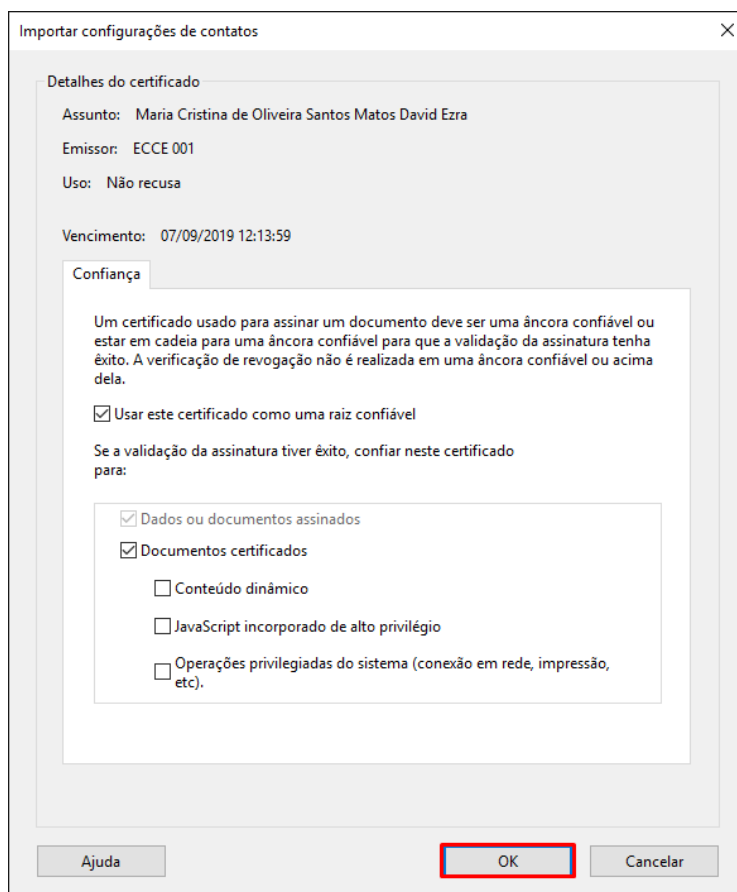 Importar configurações de contatos
Detalhes do certificado
Assunto: Maria Cristina de Oliveira Santos Matos David Ezra
Emissor: ECCE 001
Uso: Não recusa
Vencimento: 07/09/2019 12:13:59
Confiança
Um certificado usado para assinar um documento deve ser uma âncora confiável ou
estar em cadeia para uma âncora confiável para que a validação da assinatura tenha
êxito. A verificação de revogação não é realizada em uma âncora confiável ou acima
dela.
Usar este certificado como uma raiz confiável
Se a validação da assinatura tiver êxito, confiar neste certificado
para:
Dados ou documentos assinados
Documentos certificados
Conteúdo dinâmico
JavaScript incorporado de alto privilégio
Operações privilegiadas do sistema (conexão em rede, impressão,
etc).
Ajuda OK Cancelar